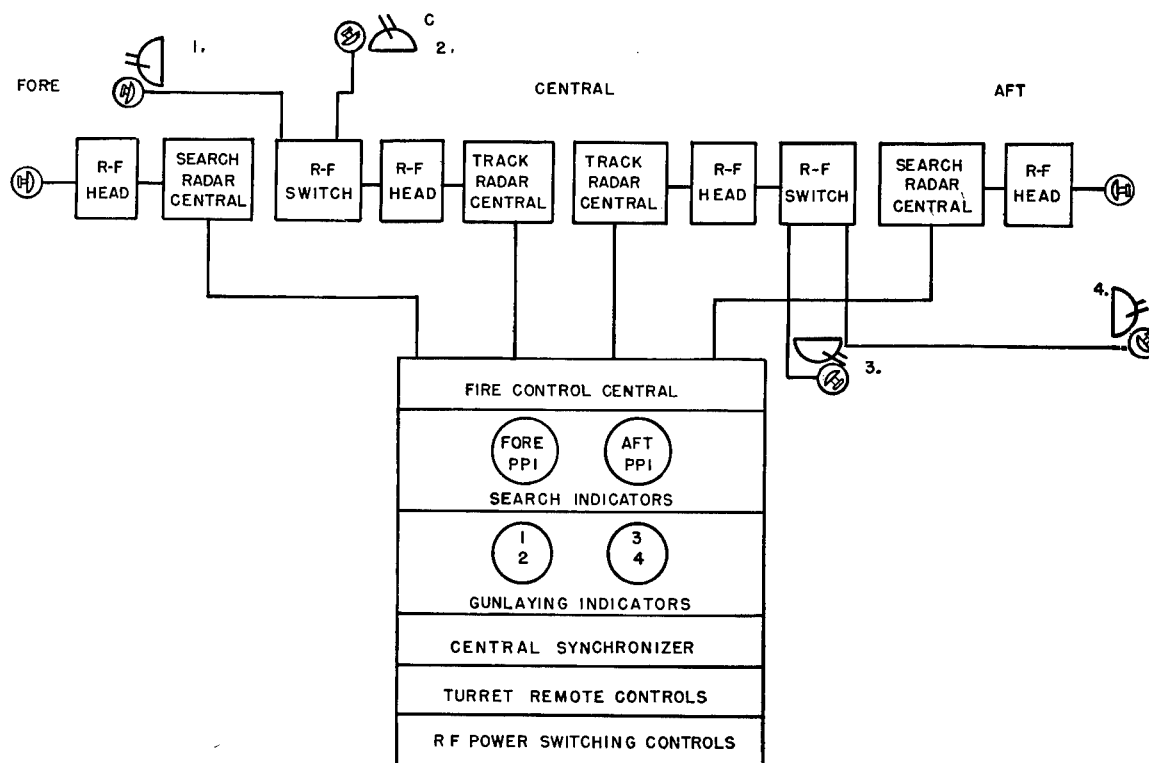 C
1.
2.
FORE
CENTRAL
AFT
R-F
HEAD
SEARCH
RADAR
CENTRAL
R-F
SWITCH
R-F
HEAD
TRACK
RADAR
CENTRAL
TRACK
RADAR
CENTRAL
R-F
HEAD
R-F
SWITCH
SEARCH
RADAR
CENTRAL
R-F
HEAD
4.
3.
FIRE CONTROL CENTRAL
FORE
PPI
AFT
PPI
SEARCH INDICATORS
1
2
3
4
GUNLAYING INDICATORS
CENTRAL SYNCHRONIZER
TURRET REMOTE CONTROLS
RF POWER SWITCHING CONTROLS